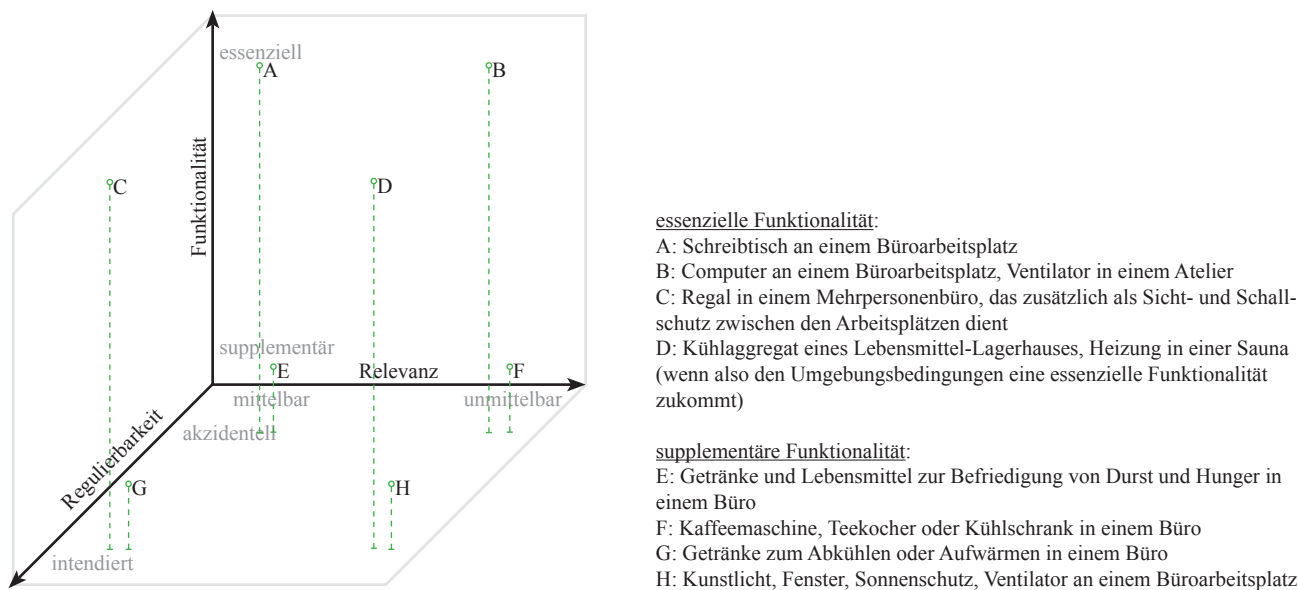 essenziell
A
B
Funktionalität
C
D
supplementär
E
Relevanz
F
mittelbar
unmittelbar
akzidentell
Regulierbarkeit
G
H
intendiert
essenzielle Funktionalität:
A: Schreibtisch an einem Büroarbeitsplatz
B: Computer an einem Büroarbeitsplatz, Ventilator in einem Atelier
C: Regal in einem Mehrpersonenbüro, das zusätzlich als Sicht- und Schall-
schutz zwischen den Arbeitsplätzen dient
D: Kühlaggregat eines Lebensmittel-Lagerhauses, Heizung in einer Sauna
(wenn also den Umgebungsbedingungen eine essenzielle Funktionalität
zukommt)
supplementäre Funktionalität:
E: Getränke und Lebensmittel zur Befriedigung von Durst und Hunger in
einem Büro
F: Kaffeemaschine, Teekocher oder Kühlschrank in einem Büro
G: Getränke zum Abkühlen oder Aufwärmen in einem Büro
H: Kunstlicht, Fenster, Sonnenschutz, Ventilator an einem Büroarbeitsplatz